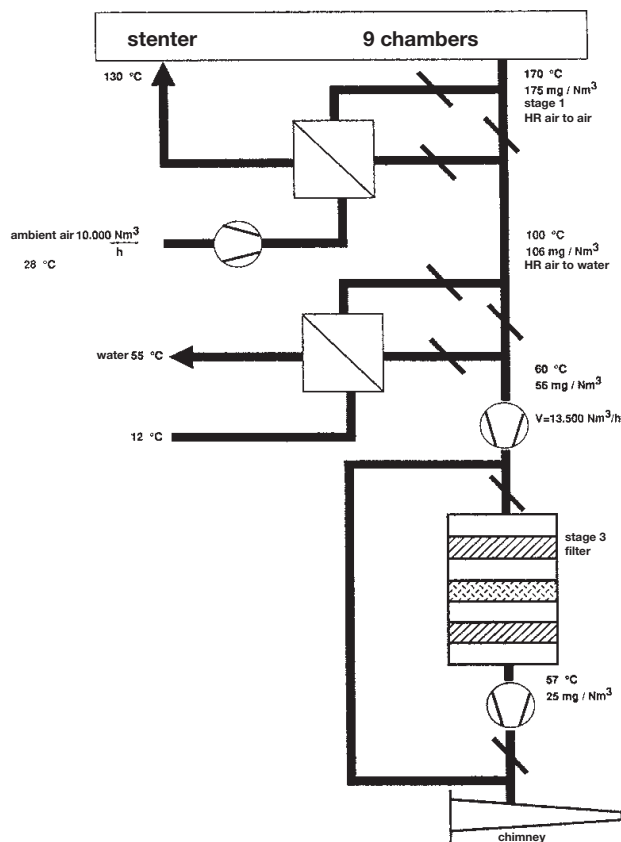 stenter 9 chambers
130 °C
170 °C
175 mg / Nm³
stage 1
HR air to air
ambient air 10.000 Nm³
h
28 °C
100 °C
106 mg / Nm³
HR air to water
water 55 °C
60 °C
56 mg / Nm³
V=13.500 Nm³/h
12 °C
stage 3
filter
57 °C
25 mg / Nm³
chimney